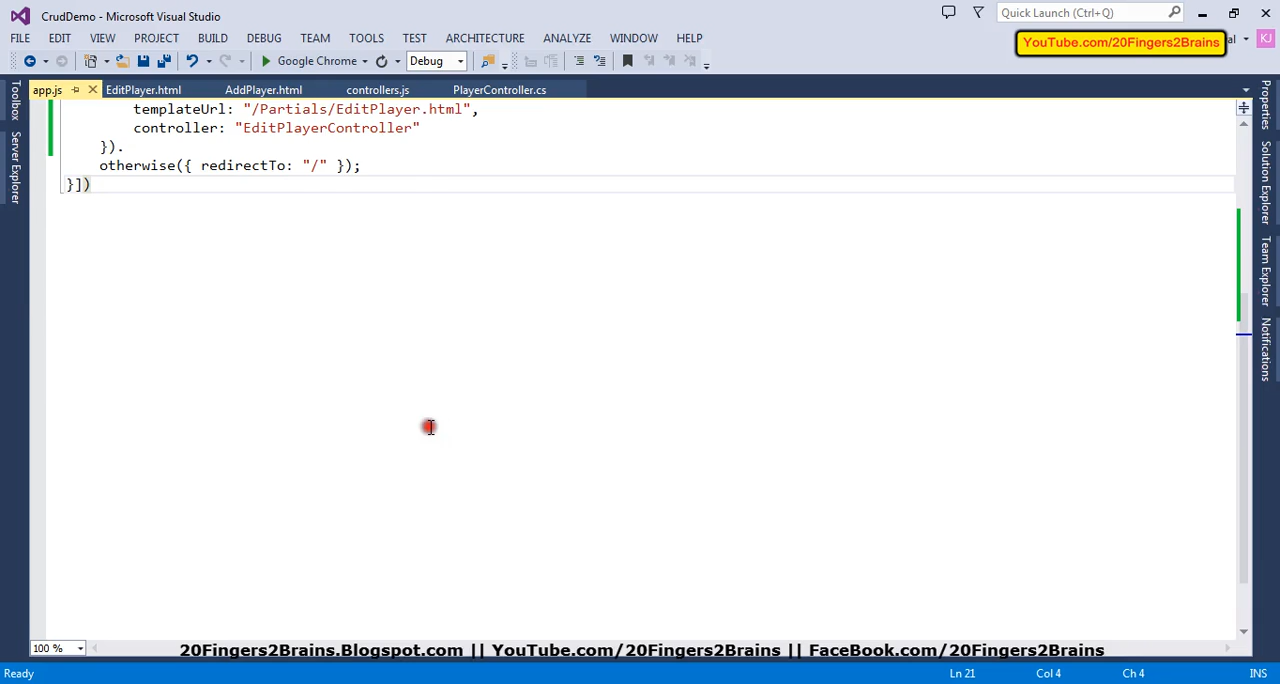 CrudDemo - Microsoft Visual Studio
Quick Launch (Ctrl+Q)
FILE EDIT VIEW PROJECT BUILD DEBUG TEAM TOOLS TEST ARCHITECTURE ANALYZE WINDOW HELP
YouTube.com/20Fingers2Brains
al
KJ
Google Chrome
Debug
app.js EditPlayer.html AddPlayer.html controllers.js PlayerController.cs
Toolbox
Server Explorer
templateUrl: "/Partials/EditPlayer.html",
controller: "EditPlayerController"
}).
otherwise({ redirectTo: "/" });
}])
Properties
Solution Explorer
Team Explorer
Notifications
100 %
20Fingers2Brains.Blogspot.com || YouTube.com/20Fingers2Brains || FaceBook.com/20Fingers2Brains
Ready
Ln 21
Col 4
Ch 4
INS